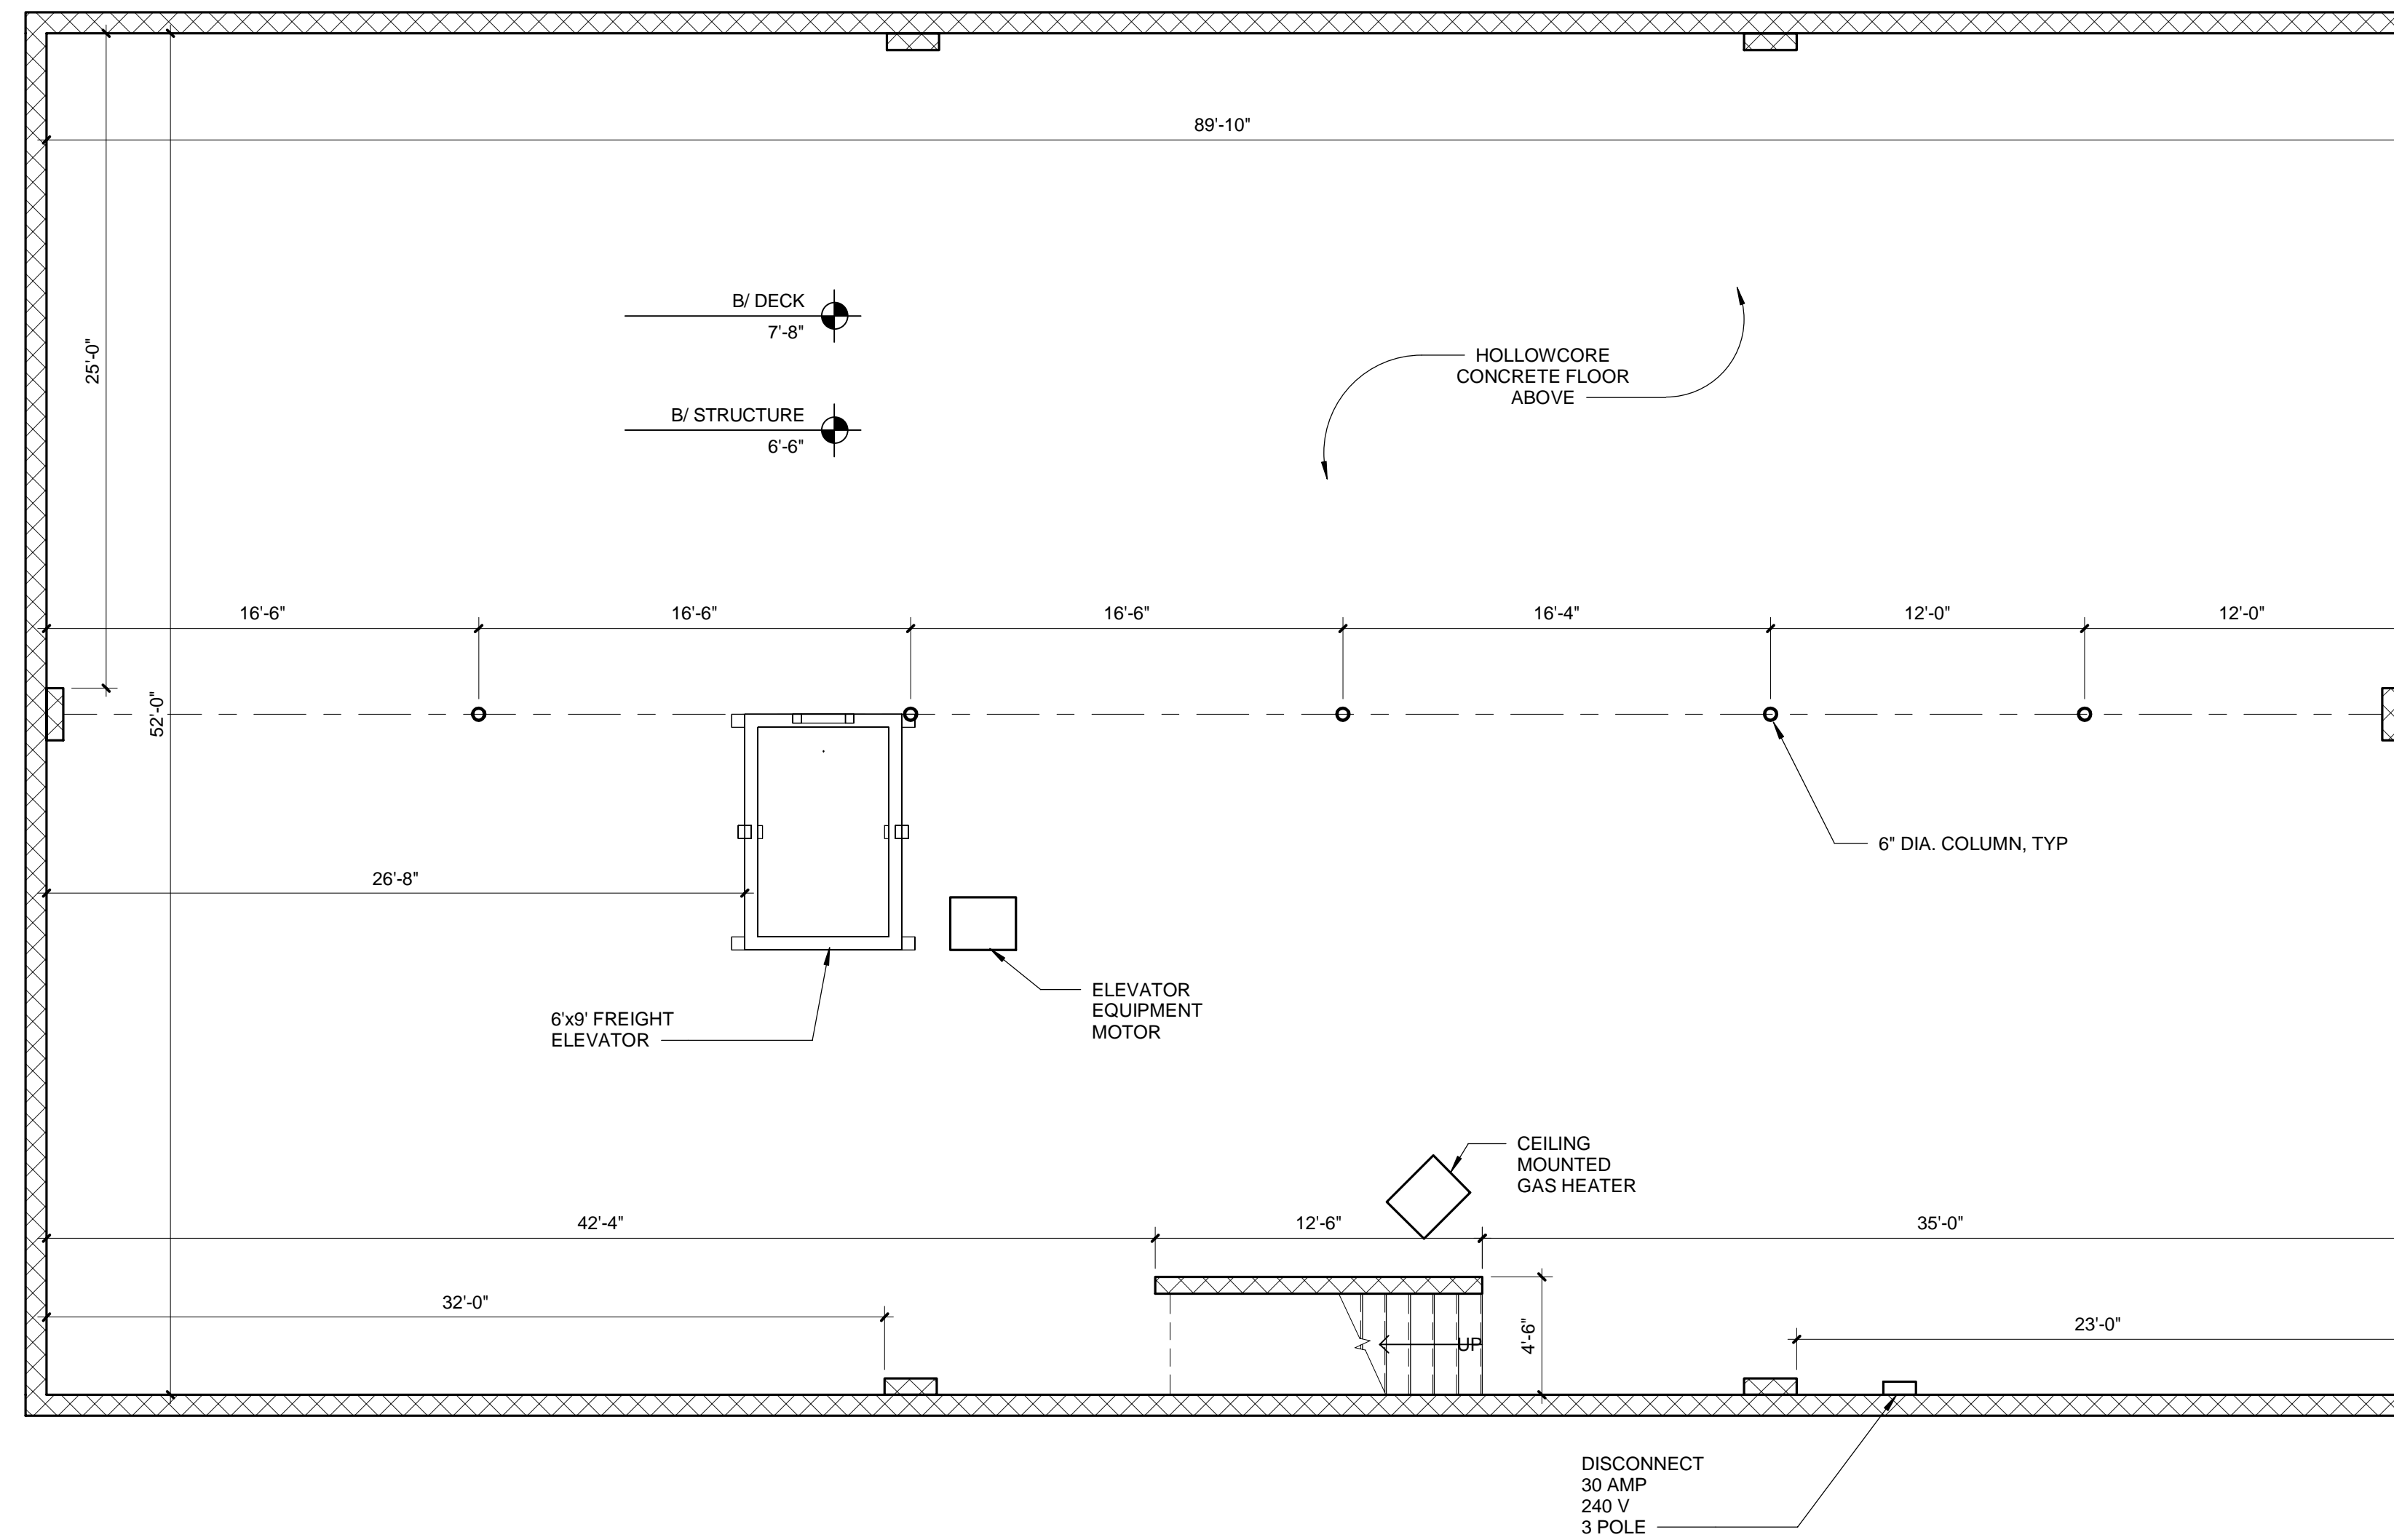 89'-10"
B/ DECK
7'-8"
25'-0"
HOLLOWCORE
CONCRETE FLOOR
ABOVE
B/ STRUCTURE
6'-6"
16'-6"
16'-6"
16'-6"
16'-4"
12'-0"
12'-0"
52'-0"
6" DIA. COLUMN, TYP
26'-8"
ELEVATOR
EQUIPMENT
MOTOR
6'x9' FREIGHT
ELEVATOR
CEILING
MOUNTED
GAS HEATER
42'-4"
12'-6"
35'-0"
32'-0"
UP
4'-6"
23'-0"
DISCONNECT
30 AMP
240 V
3 POLE